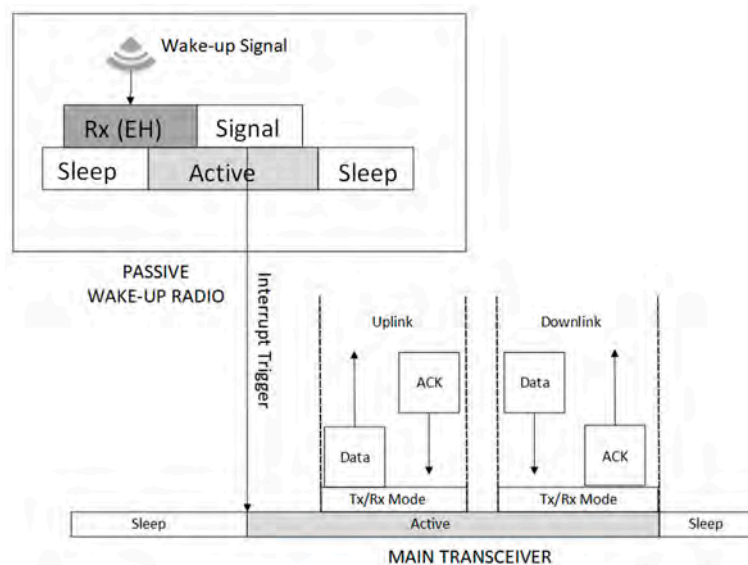 Wake-up Signal
Rx (EH)
Signal
Sleep
Active
Sleep
PASSIVE
WAKE-UP RADIO
Interrupt Trigger
Uplink
Downlink
ACK
Data
Data
ACK
Tx/Rx Mode
Tx/Rx Mode
Sleep
Active
Sleep
MAIN TRANSCEIVER